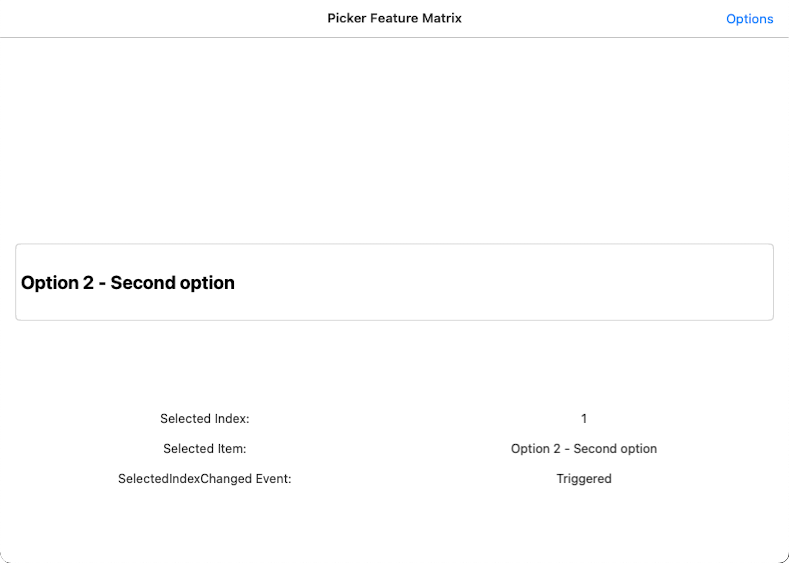 Picker Feature Matrix
Options
Option 2 - Second option
Selected Index: 1
Selected Item: Option 2 - Second option
SelectedIndexChanged Event: Triggered